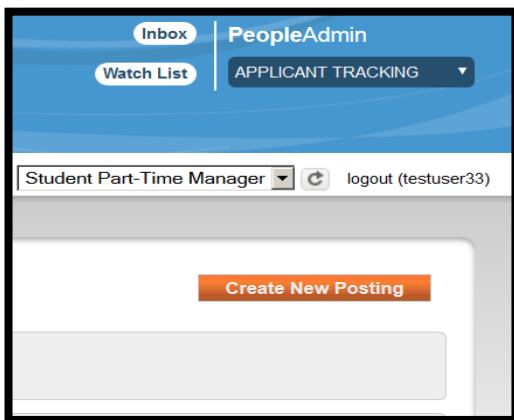 Inbox
PeopleAdmin
Watch List
APPLICANT TRACKING
Student Part-Time Manager
logout (testuser33)
Create New Posting